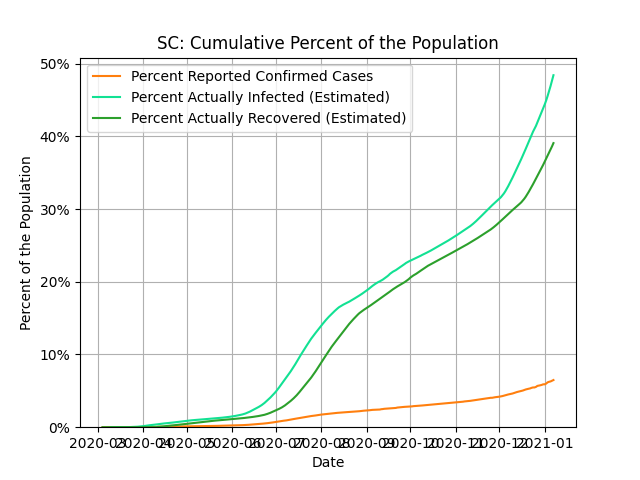 SC: Cumulative Percent of the Population
Percent Reported Confirmed Cases
Percent Actually Infected (Estimated)
Percent Actually Recovered (Estimated)
Percent of the Population
50%
40%
30%
20%
10%
0%
2020-03 2020-04 2020-05 2020-06 2020-07 2020-08 2020-09 2020-10 2020-11 2020-12 2021-01
Date